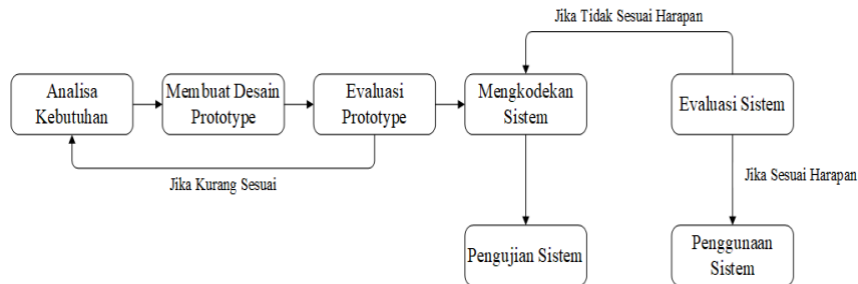 Jika Tidak Sesuai Harapan
Analisa
Kebutuhan
Membuat Desain
Prototype
Evaluasi
Prototype
Mengkodekan
Sistem
Evaluasi Sistem
Jika Kurang Sesuai
Jika Sesuai Harapan
Pengujian Sistem
Penggunaan
Sistem